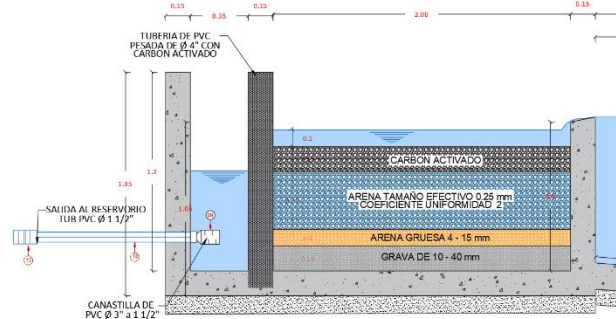 0.15
0.35
0.15
2.00
0.15
TUBERIA DE PVC
PESADA DE Ø 4" CON
CARBON ACTIVADO
0.1
CARBON ACTIVADO
1.2
1.35
ARENA TAMAÑO EFECTIVO 0.25 mm
COEFICIENTE UNIFORMIDAD 2
SALIDA AL RESERVORIO
TUB PVC Ø 1 1/2"
1.05
ARENA GRUESA 4 - 15 mm
GRAVA DE 10 - 40 mm
CANASTILLA DE
PVC Ø 3" a 1 1/2"